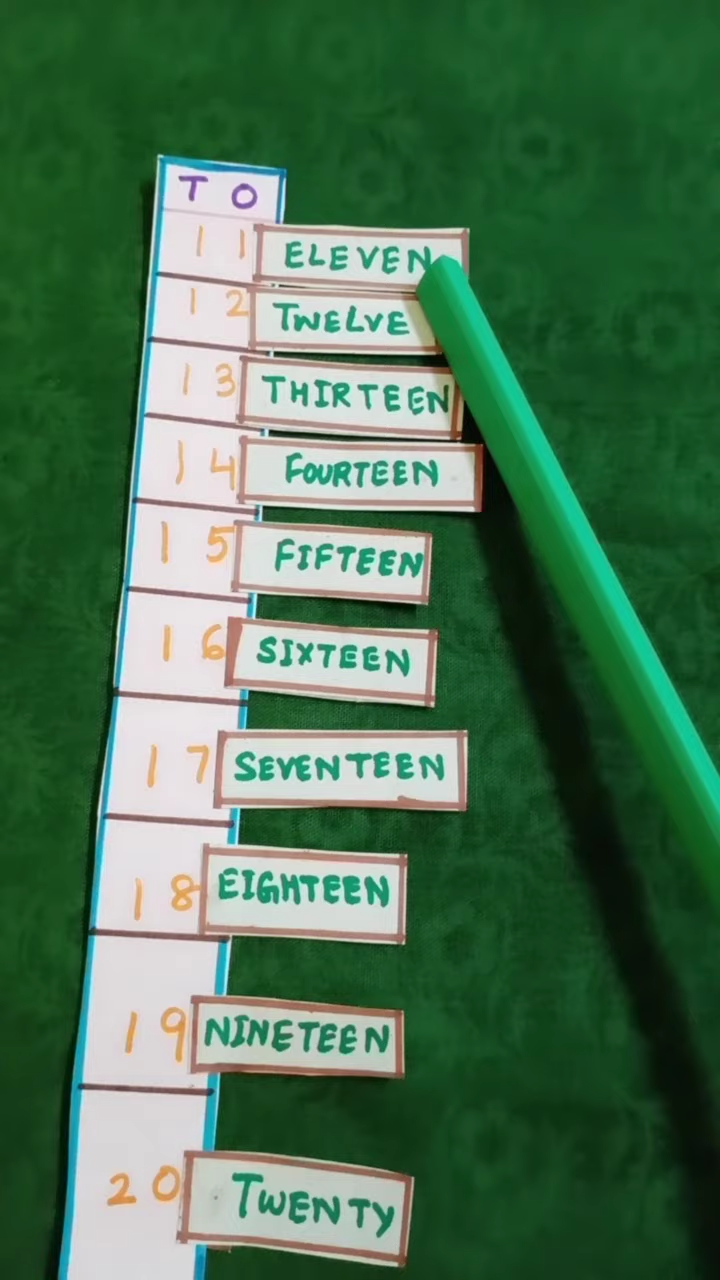 T O
1 1 ELEVEN
1 2 TWELVE
1 3 THIRTEEN
1 4 FOURTEEN
1 5 FIFTEEN
1 6 SIXTEEN
1 7 SEVENTEEN
1 8 EIGHTEEN
1 9 NINETEEN
2 0 TWENTY